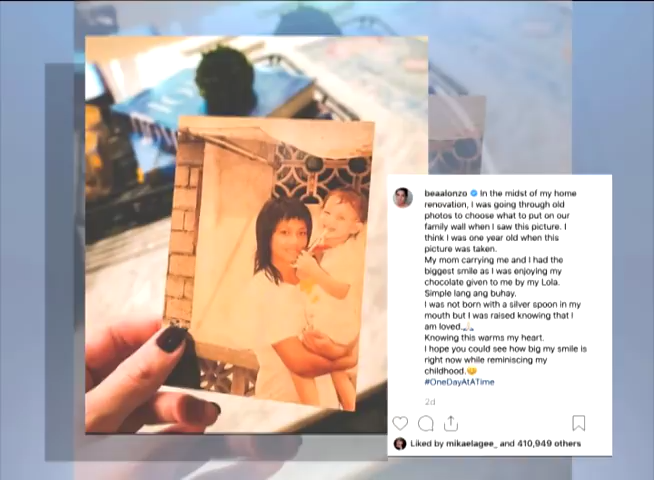 beaalonzo In the midst of my home
renovation, I was going through old
photos to choose what to put on our
family wall when I saw this picture. I
think I was one year old when this
picture was taken.
My mom carrying me and I had the
biggest smile as I was enjoying my
chocolate given to me by my Lola.
Simple lang ang buhay.
I was not born with a silver spoon in my
mouth but I was raised knowing that I
am loved.🙏
Knowing this warms my heart.
I hope you could see how big my smile is
right now while reminiscing my
childhood.😊
#OneDayAtATime
2d
Liked by mikaelagee_ and 410,949 others